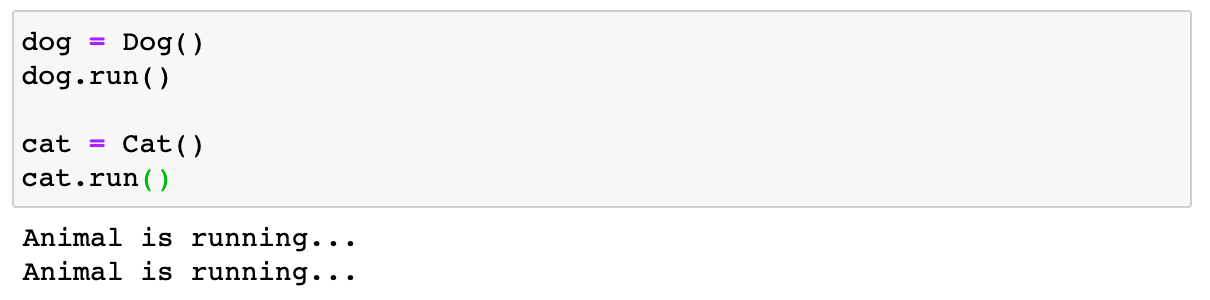 dog = Dog()
dog.run()
cat = Cat()
cat.run()
Animal is running...
Animal is running...